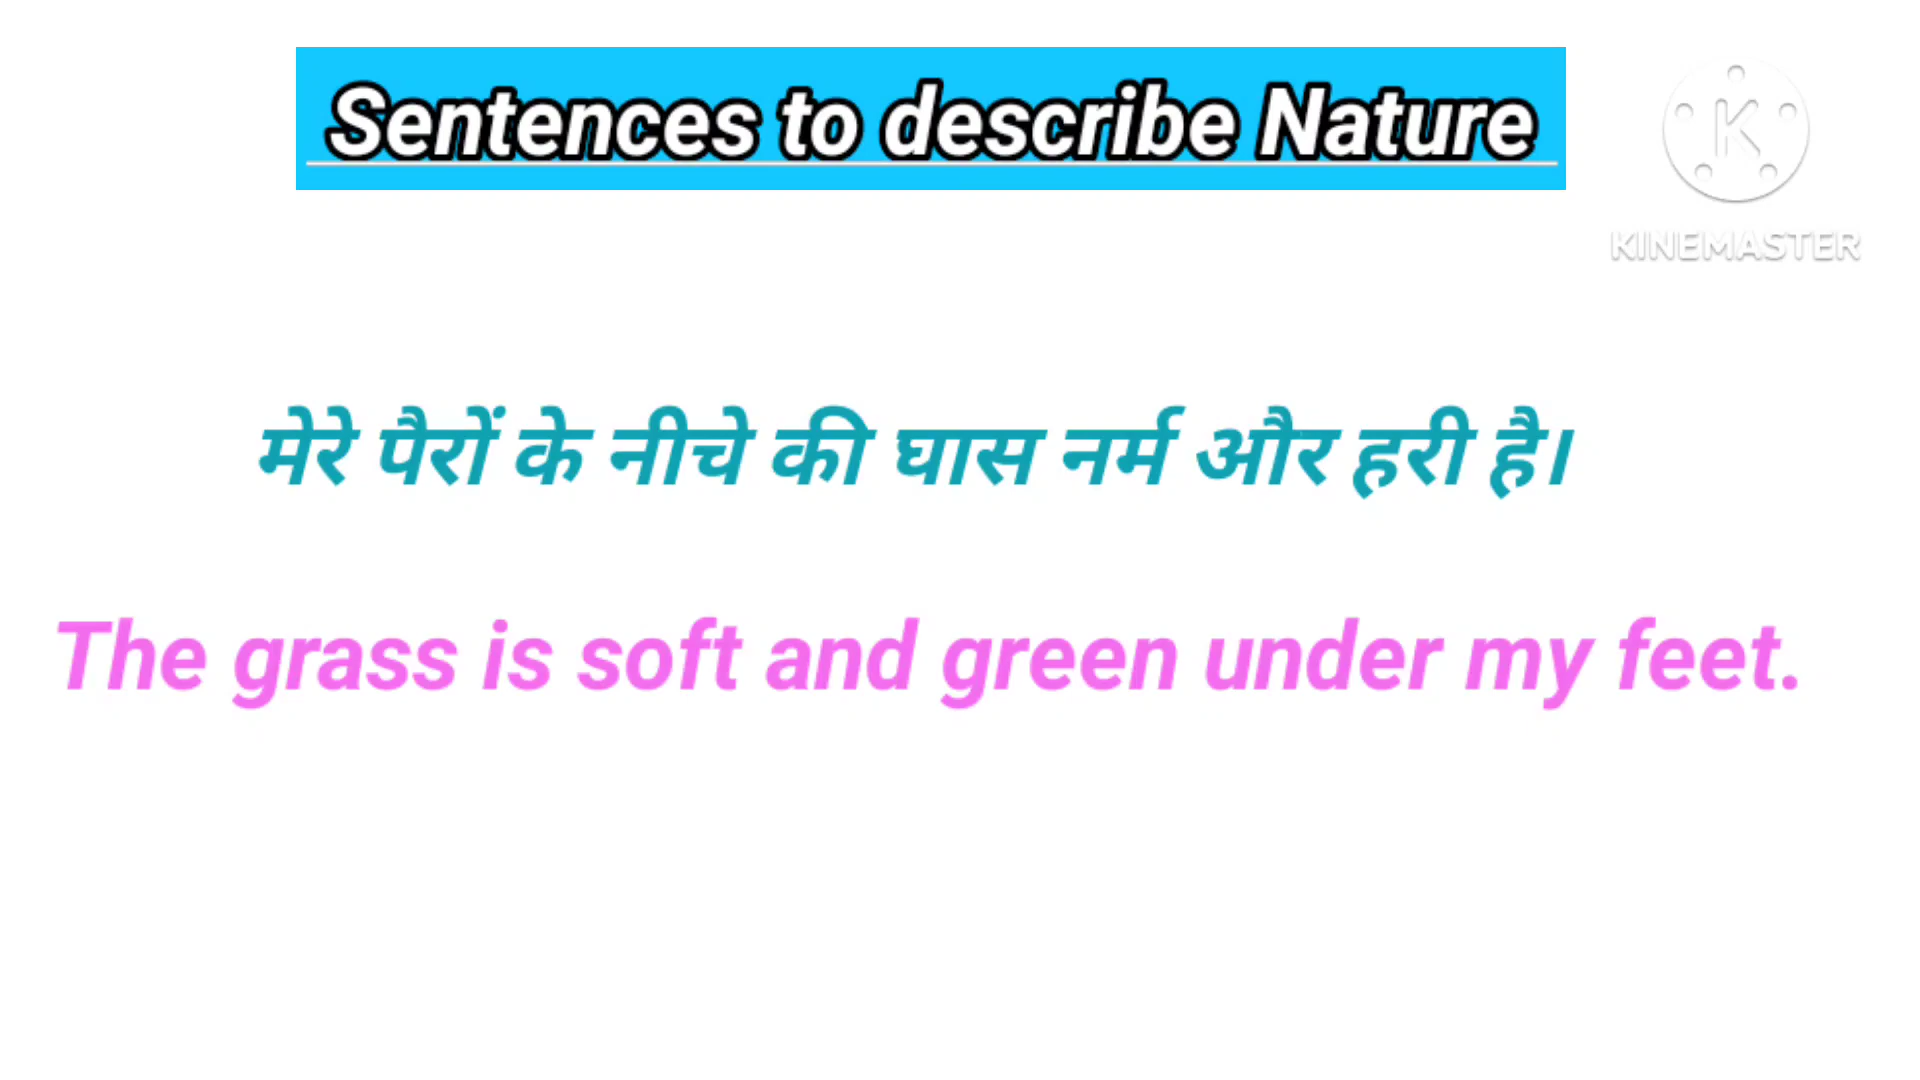 Sentences to describe Nature
K
KINEMASTER
मेरे पैरों के नीचे की घास नर्म और हरी है।
The grass is soft and green under my feet.